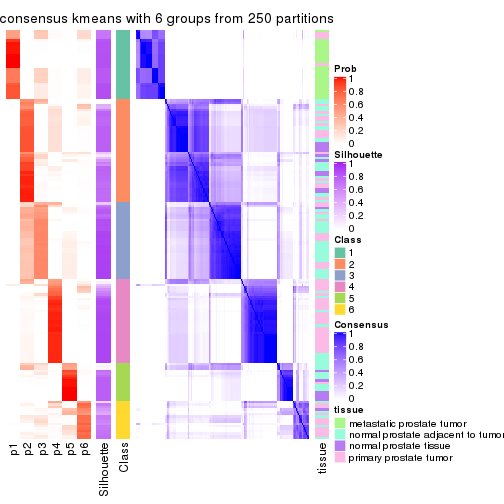 consensus kmeans with 6 groups from 250 partitions
Prob
1
0.8
0.6
0.4
0.2
0
Silhouette
1
0.8
0.6
0.4
0.2
0
Class
1
2
3
4
5
6
Consensus
1
0.8
0.6
0.4
0.2
0
tissue
metastatic prostate tumor
normal prostate adjacent to tumor
normal prostate tissue
primary prostate tumor
p1
p2
p3
p4
p5
p6
Silhouette
Class
tissue